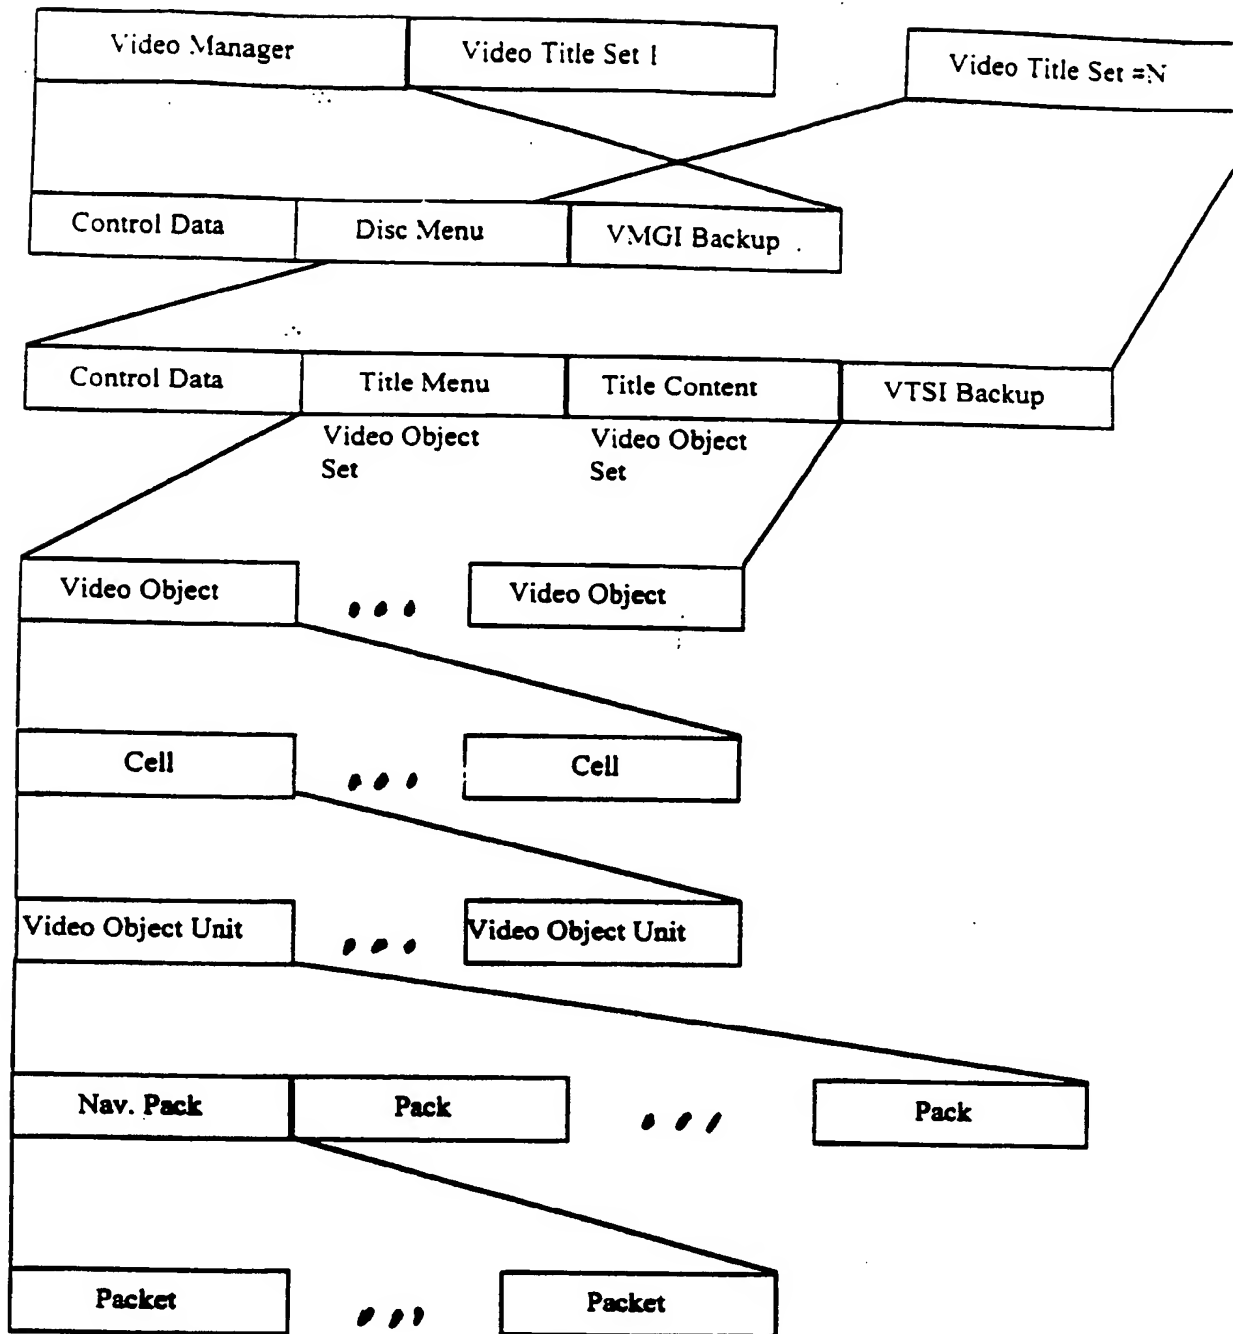 Video Manager
Video Title Set 1
Video Title Set #N
Control Data
Disc Menu
VMGI Backup
Control Data
Title Menu
Title Content
VTSI Backup
Video Object
Set
Video Object
Set
Video Object
Video Object
Cell
Cell
Video Object Unit
Video Object Unit
Nav. Pack
Pack
Pack
Packet
Packet